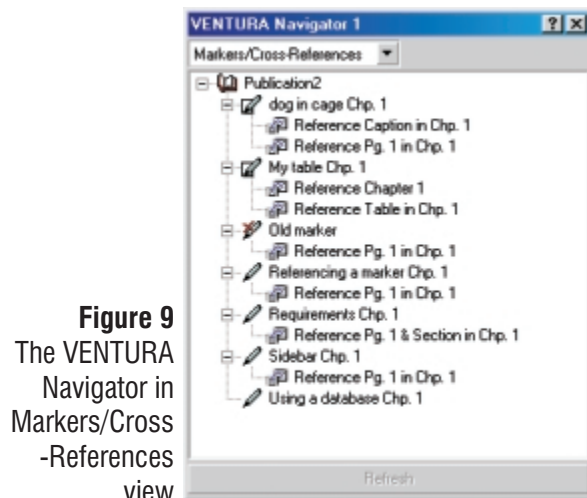 VENTURA Navigator 1
Markers/Cross-References
Publication2
dog in cage Chp. 1
Reference Caption in Chp. 1
Reference Pg. 1 in Chp. 1
My table Chp. 1
Reference Chapter 1
Reference Table in Chp. 1
Old marker
Reference Pg. 1 in Chp. 1
Referencing a marker Chp. 1
Reference Pg. 1 in Chp. 1
Requirements Chp. 1
Reference Pg. 1 & Section in Chp. 1
Sidebar Chp. 1
Reference Pg. 1 in Chp. 1
Using a database Chp. 1
Refresh
Figure 9
The VENTURA
Navigator in
Markers/Cross
-References
view